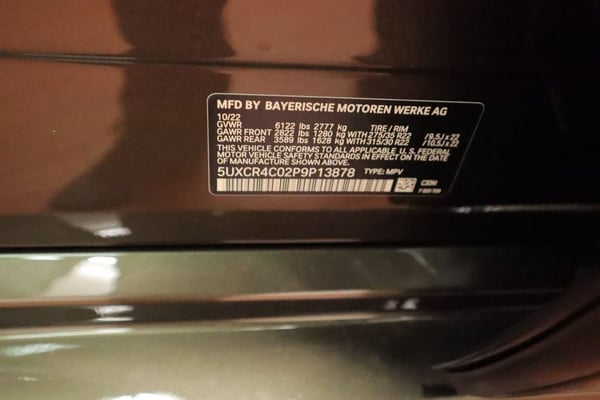 MFD BY BAYERISCHE MOTOREN WERKE AG
10/22
GVWR 6122 lbs 2777 kg TIRE / RIM
GAWR FRONT 2822 lbs 1280 kg WITH 275/35 R22 /9.5J x 22
GAWR REAR 3589 lbs 1628 kg WITH 315/30 R22 /10.5J x 22
THIS VEHICLE CONFORMS TO ALL APPLICABLE U.S. FEDERAL
MOTOR VEHICLE SAFETY STANDARDS IN EFFECT ON THE DATE
OF MANUFACTURE SHOWN ABOVE.
5UXCR4C02P9P13878 TYPE: MPV